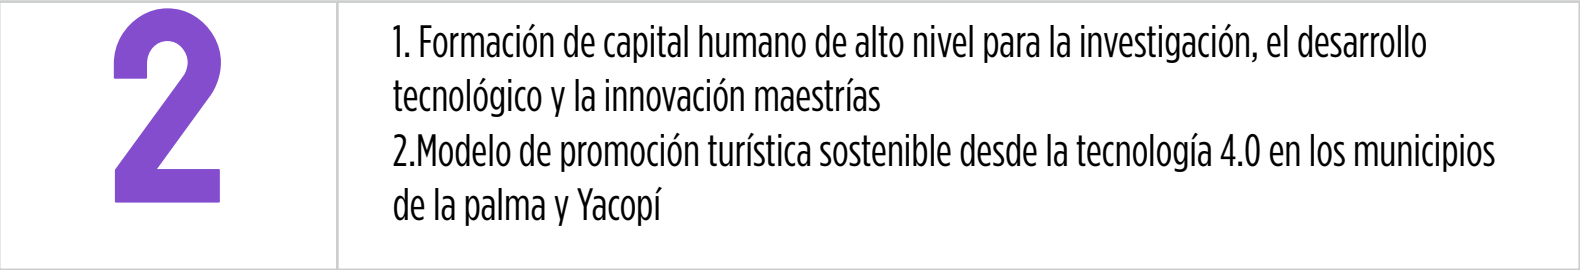 2
1. Formación de capital humano de alto nivel para la investigación, el desarrollo
tecnológico y la innovación maestrías
2.Modelo de promoción turística sostenible desde la tecnología 4.0 en los municipios
de la palma y Yacopí